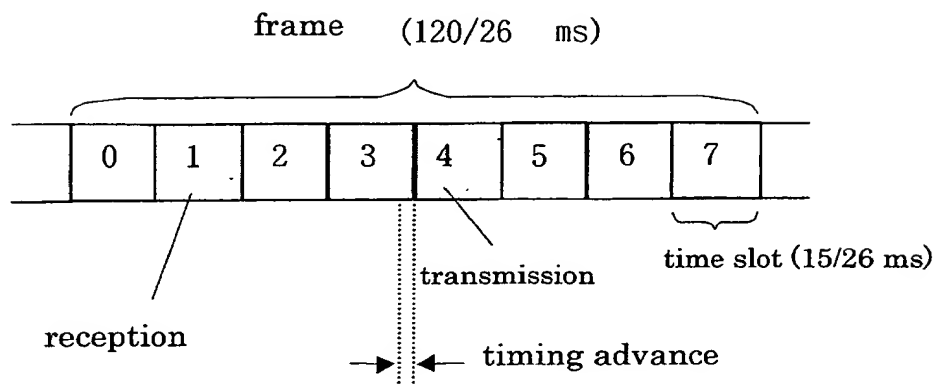 frame (120/26 ms)
0 1 2 3 4 5 6 7
time slot (15/26 ms)
transmission
reception
timing advance